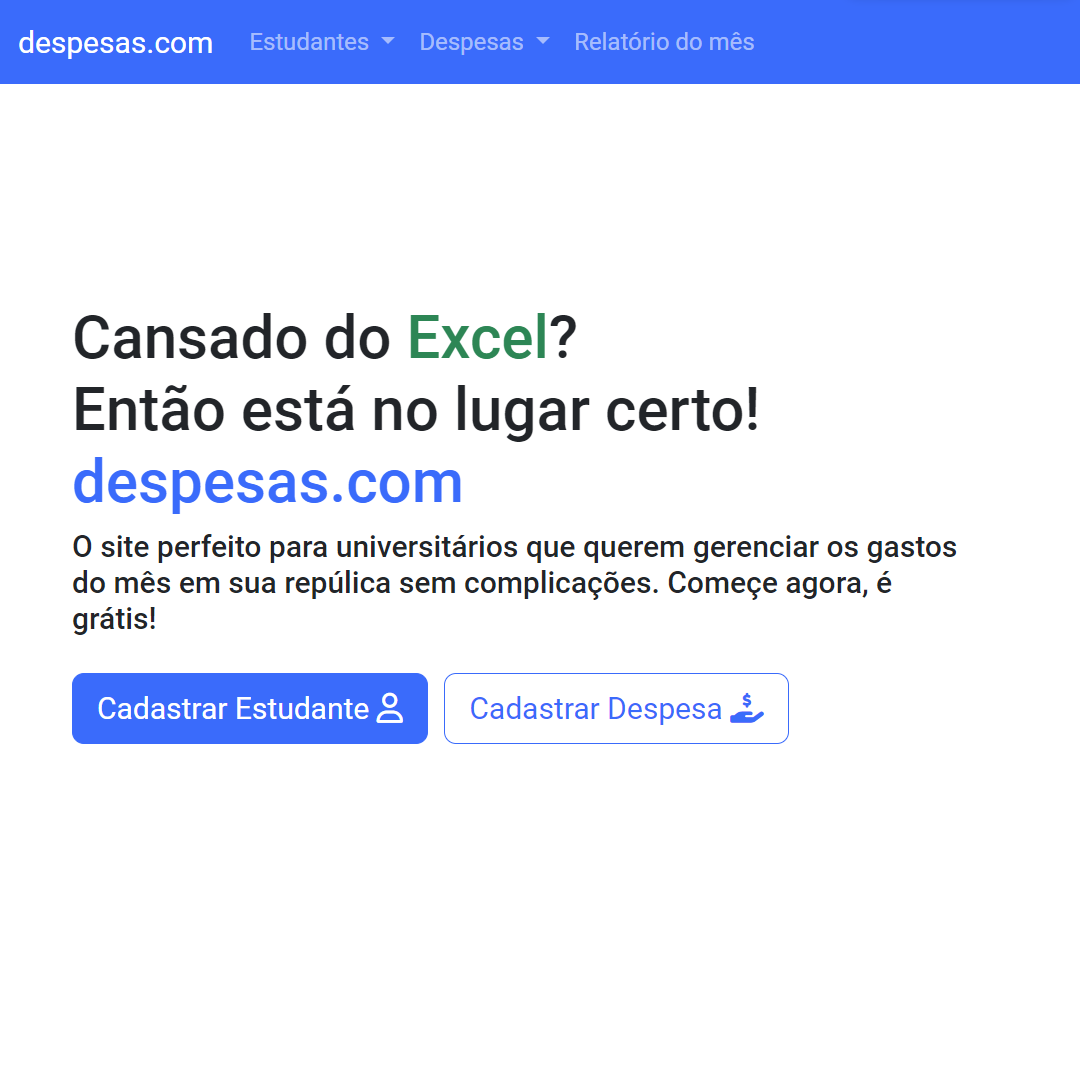 despesas.com Estudantes Despesas Relatório do mês
Cansado do Excel?
Então está no lugar certo!
despesas.com
O site perfeito para universitários que querem gerenciar os gastos
do mês em sua repúlica sem complicações. Começe agora, é
grátis!
Cadastrar Estudante Cadastrar Despesa